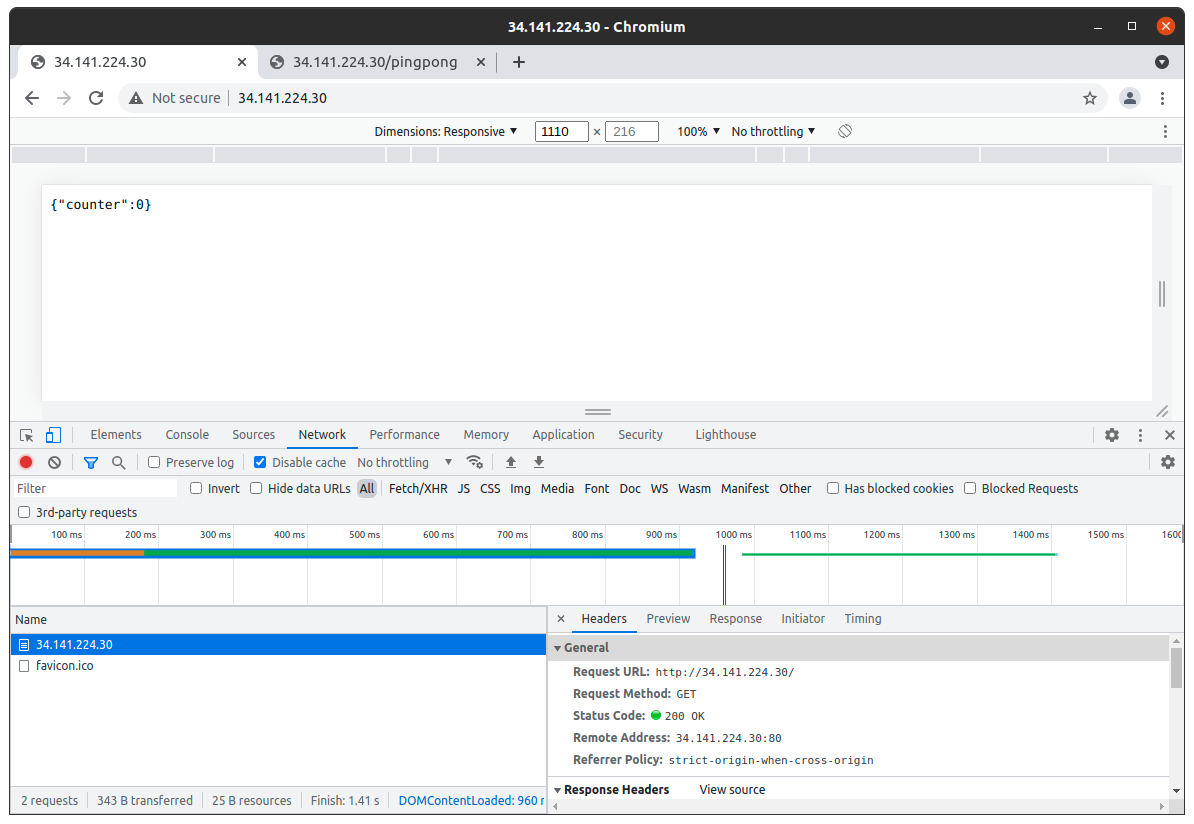 34.141.224.30 - Chromium
34.141.224.30
34.141.224.30/pingpong
Not secure
34.141.224.30
Dimensions: Responsive
1110 × 216
100%
No throttling
{"counter":0}
Elements Console Sources Network Performance Memory Application Security Lighthouse
Preserve log Disable cache No throttling
Filter Invert Hide data URLs All Fetch/XHR JS CSS Img Media Font Doc WS Wasm Manifest Other Has blocked cookies Blocked Requests
3rd-party requests
100 ms 200 ms 300 ms 400 ms 500 ms 600 ms 700 ms 800 ms 900 ms 1000 ms 1100 ms 1200 ms 1300 ms 1400 ms 1500 ms 1600
Name
34.141.224.30
favicon.ico
2 requests 343 B transferred 25 B resources Finish: 1.41 s DOMContentLoaded: 960
Headers Preview Response Initiator Timing
General
Request URL: http://34.141.224.30/
Request Method: GET
Status Code: 200 OK
Remote Address: 34.141.224.30:80
Referrer Policy: strict-origin-when-cross-origin
Response Headers View source